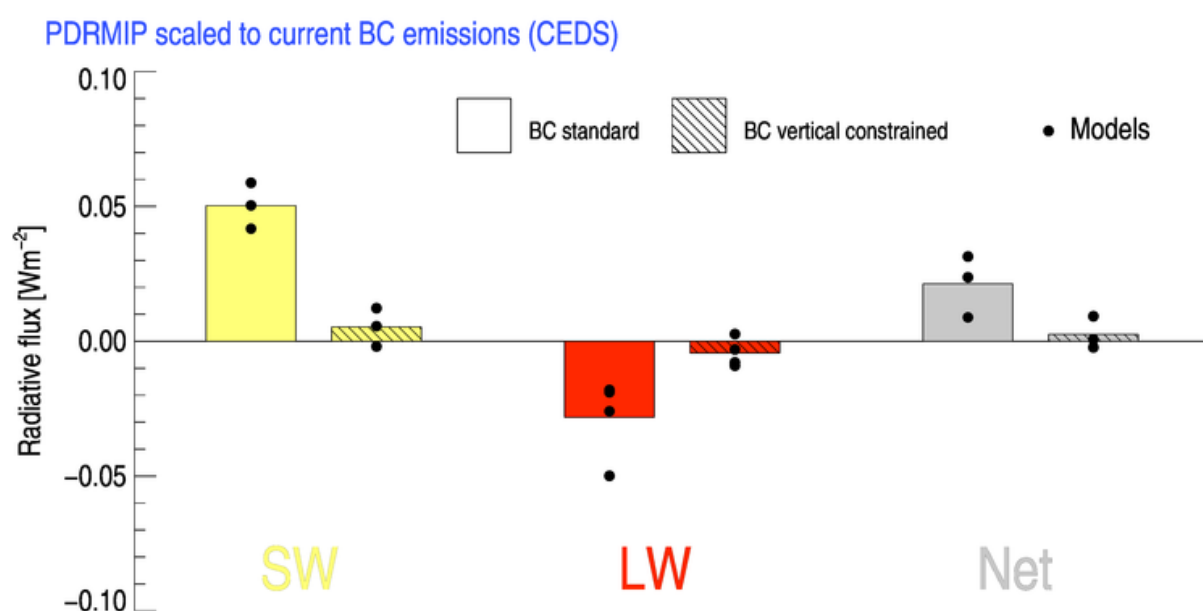 PDRMIP scaled to current BC emissions (CEDS)
0.10
BC standard
BC vertical constrained
Models
0.05
Radiative flux [Wm⁻²]
0.00
−0.05
SW
LW
Net
−0.10